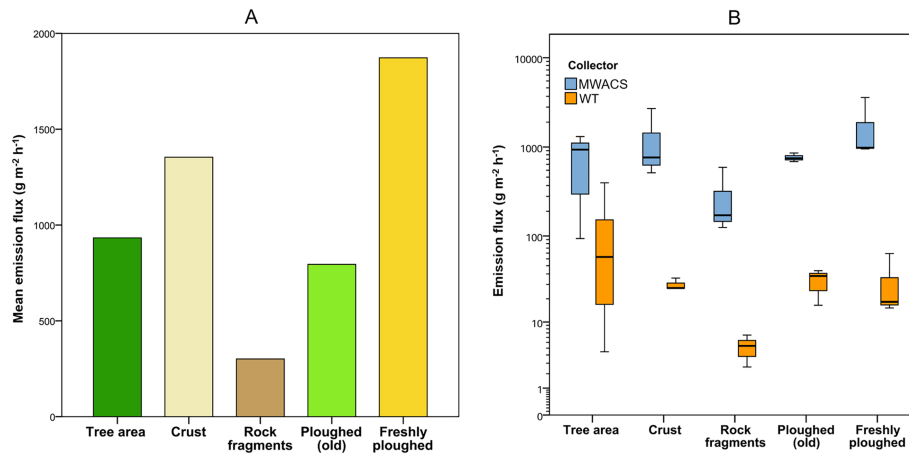 A
Mean emission flux (g m⁻² h⁻¹)
2000
1500
1000
500
0
Tree area
Crust
Rock
fragments
Ploughed
(old)
Freshly
ploughed
B
Emission flux (g m⁻² h⁻¹)
10000
1000
100
10
1
0
Collector
MWACS
WT
Tree area
Crust
Rock
fragments
Ploughed
(old)
Freshly
ploughed